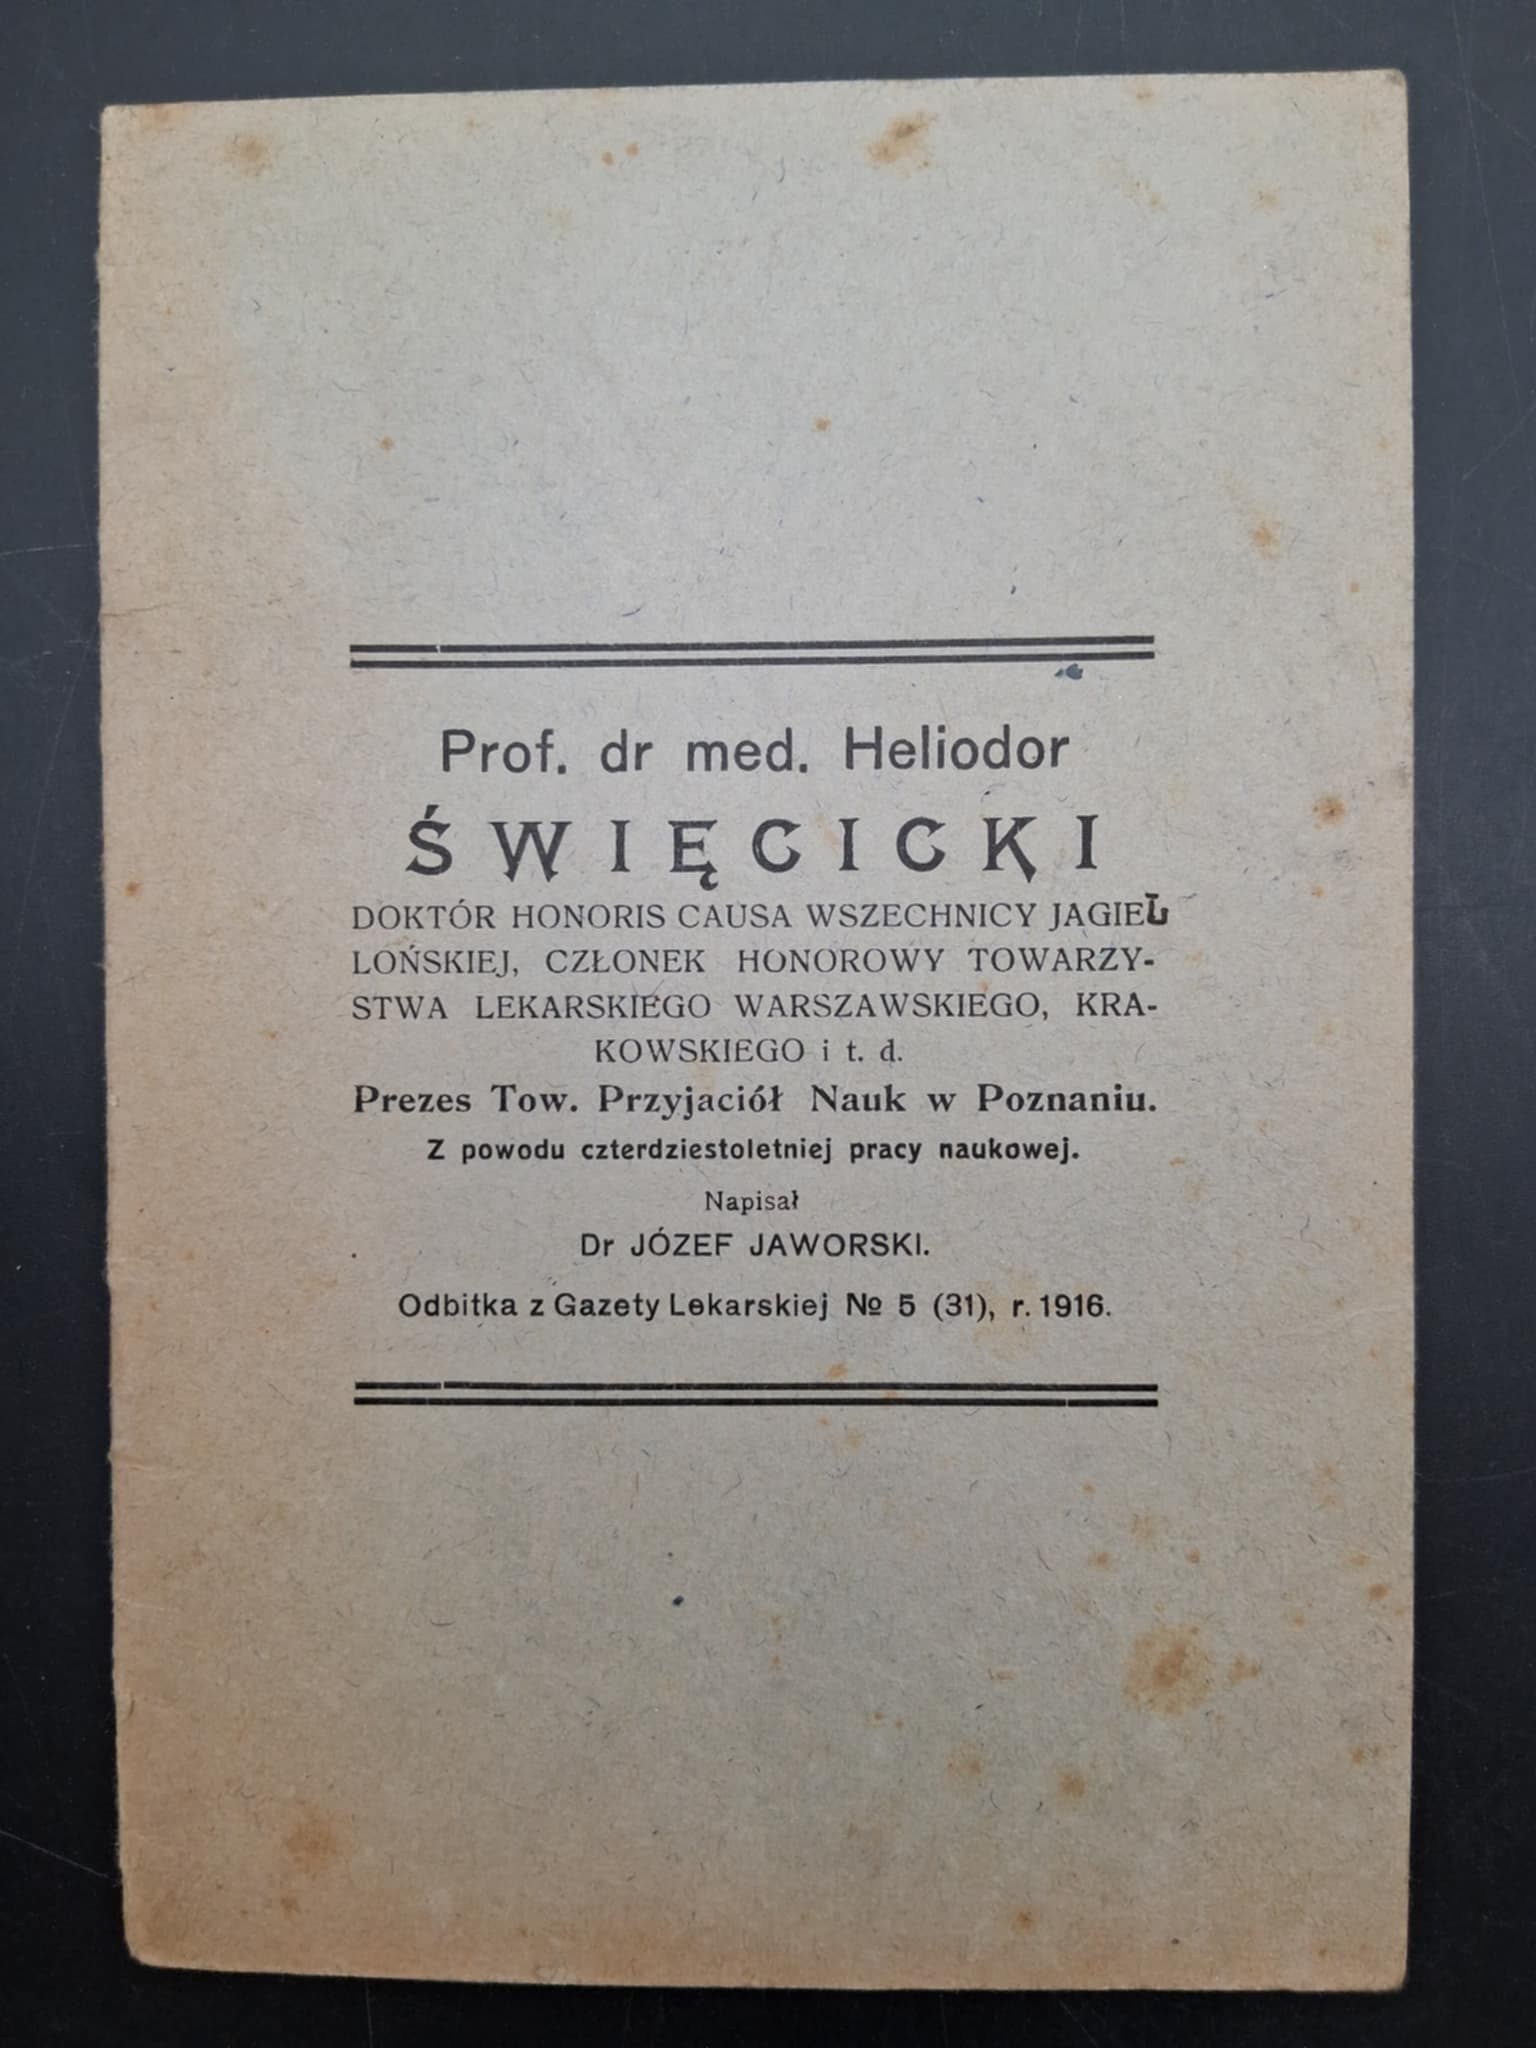 Prof. dr med. Heliodor
ŚWIĘCICKI
DOKTÓR HONORIS CAUSA WSZECHNICY JAGIEL
LOŃSKIEJ, CZŁONEK HONOROWY TOWARZY-
STWA LEKARSKIEGO WARSZAWSKIEGO, KRA-
KOWSKIEGO i t. d.
Prezes Tow. Przyjaciół Nauk w Poznaniu.
Z powodu czterdziestoletniej pracy naukowej.
Napisał
Dr JÓZEF JAWORSKI.
Odbitka z Gazety Lekarskiej № 5 (31), r. 1916.